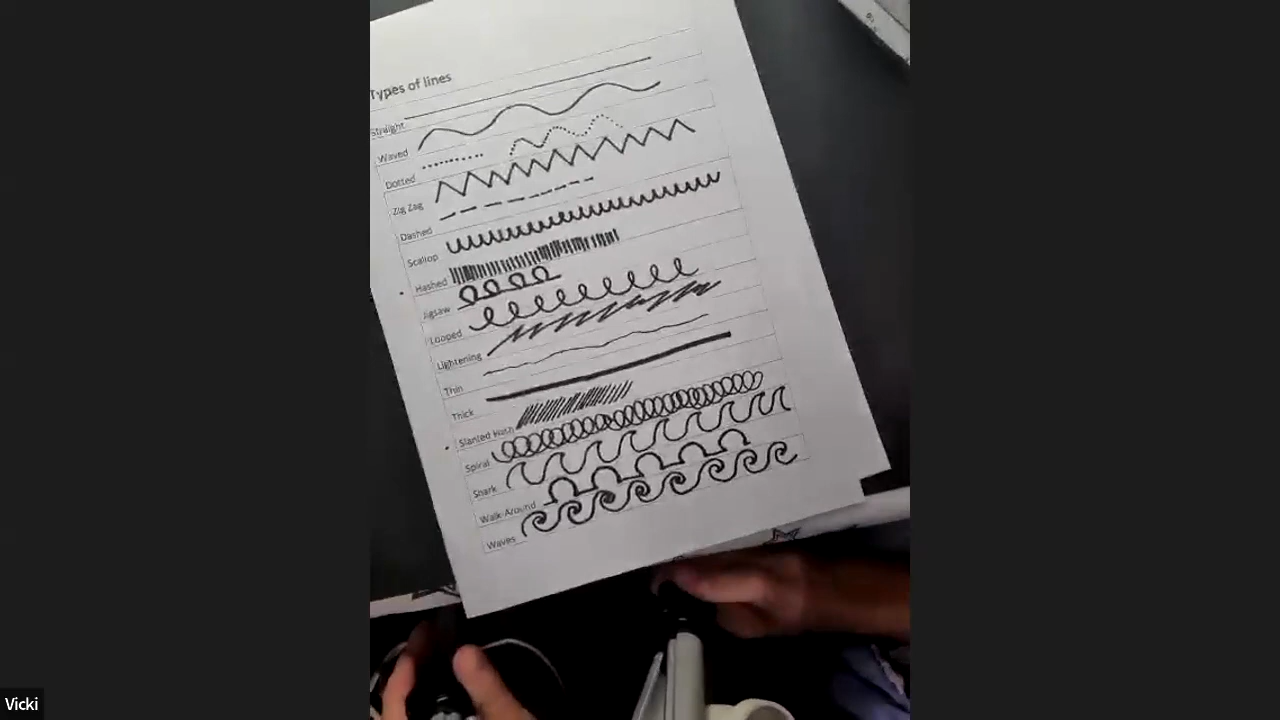 Types of lines
Straight
Waved
Dotted
Zig Zag
Dashed
Scallop
Hashed
Jigsaw
Looped
Lightening
Thin
Thick
Slanted Hash
Spiral
Shark
Walk Around
Waves
Vicki